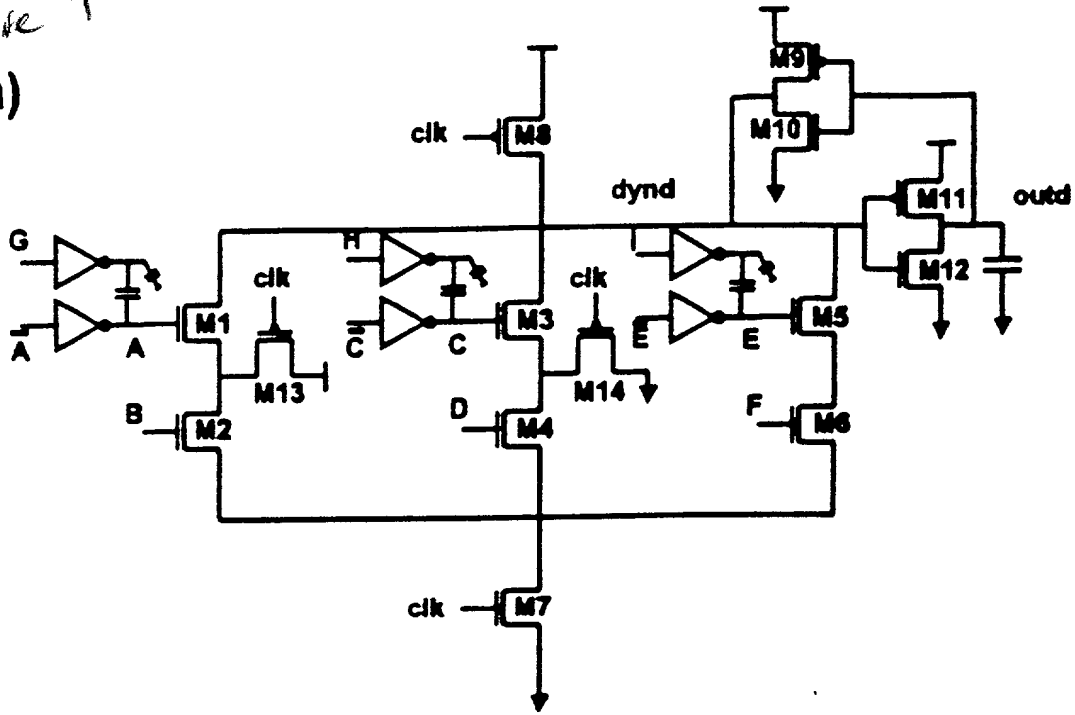 )
M9
clk M8 M10
dynd M11 outd
G H
clk clk M12
M1 M3 M5
A̅ A C̅ C E̅ E
M13 M14
B M2 D M4 F M6
clk M7